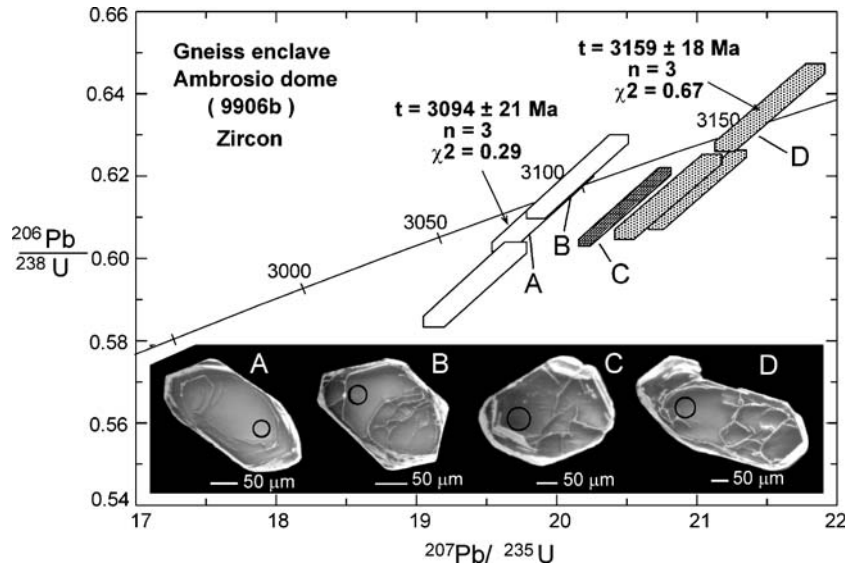 0.66
0.64
0.62
0.60
0.58
0.56
0.54
206Pb
238U
Gneiss enclave
Ambrosio dome
( 9906b )
Zircon
t = 3094 ± 21 Ma
n = 3
χ2 = 0.29
t = 3159 ± 18 Ma
n = 3
χ2 = 0.67
3000
3050
3100
3150
A
B
C
D
A
B
C
D
50 μm
50 μm
50 μm
50 μm
17
18
19
20
21
22
207Pb/ 235U